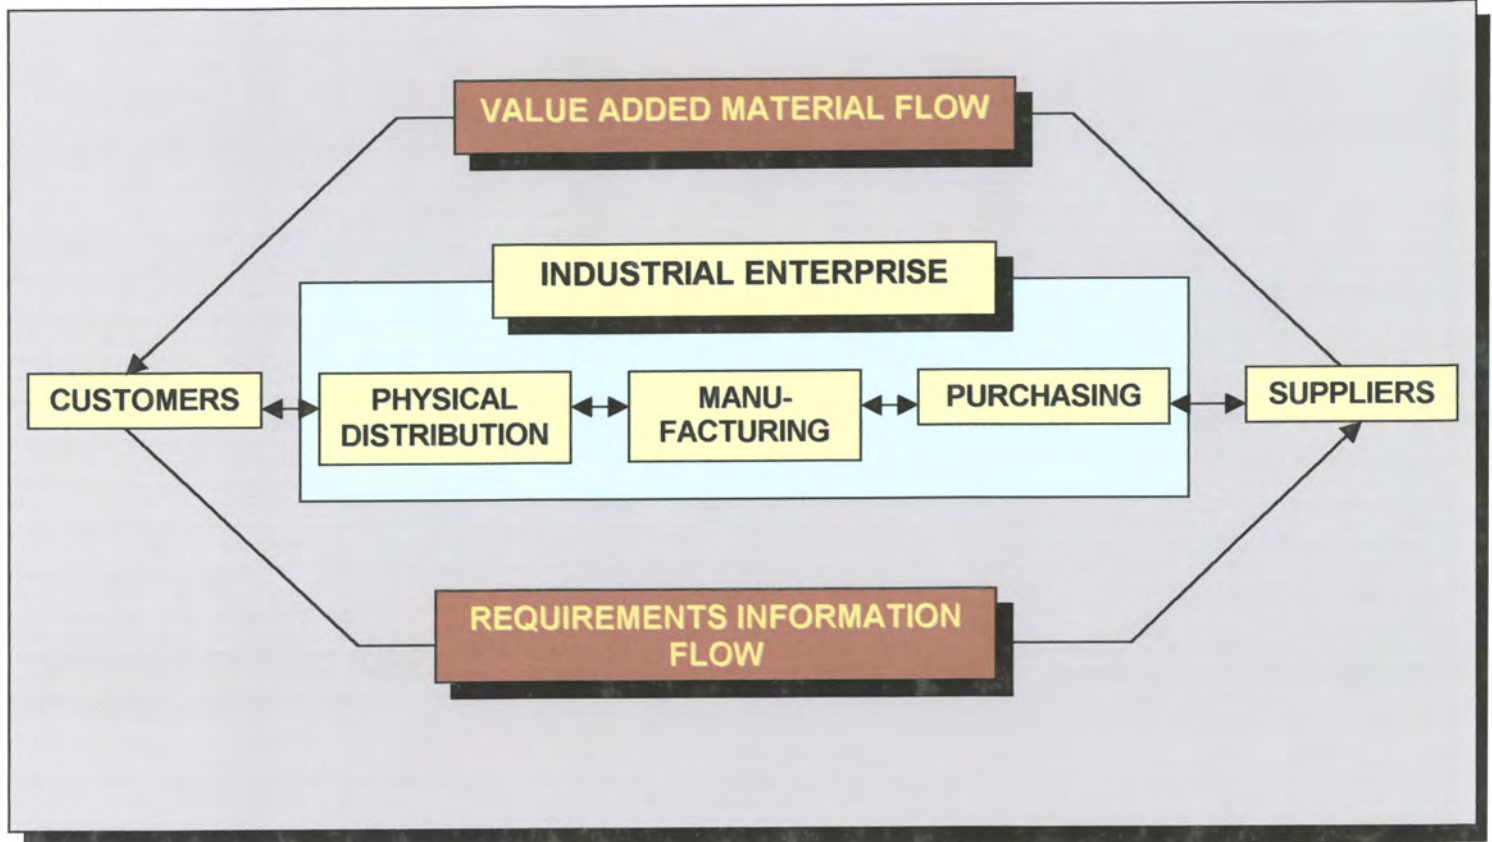 VALUE ADDED MATERIAL FLOW
INDUSTRIAL ENTERPRISE
CUSTOMERS
PHYSICAL
DISTRIBUTION
MANU-
FACTURING
PURCHASING
SUPPLIERS
REQUIREMENTS INFORMATION
FLOW